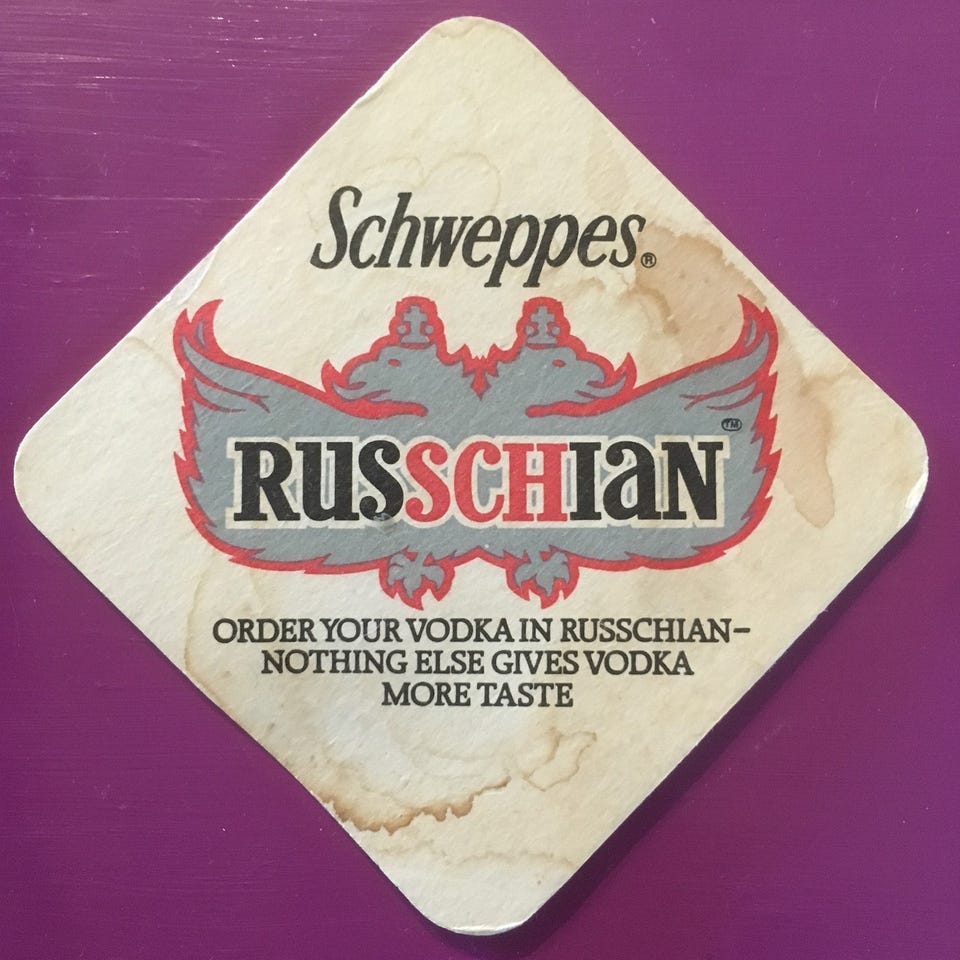 Schweppes®
RUSSCHIaN™
ORDER YOUR VODKA IN RUSSCHIAN–
NOTHING ELSE GIVES VODKA
MORE TASTE